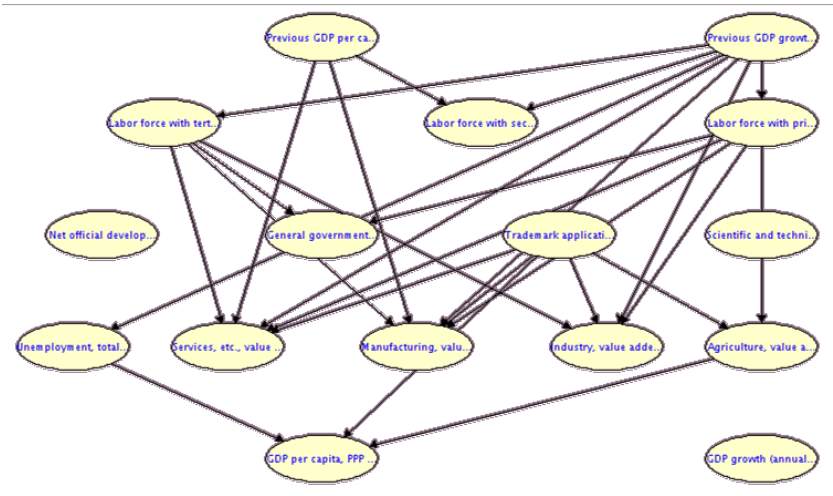 Previous GDP per ca...
Previous GDP growt...
Labor force with tert...
Labor force with sec...
Labor force with pri...
Net official develop...
General government...
Trademark applicati...
Scientific and techni...
Unemployment, total...
Services, etc., value ...
Manufacturing, valu...
Industry, value adde...
Agriculture, value a...
GDP per capita, PPP ...
GDP growth (annual...